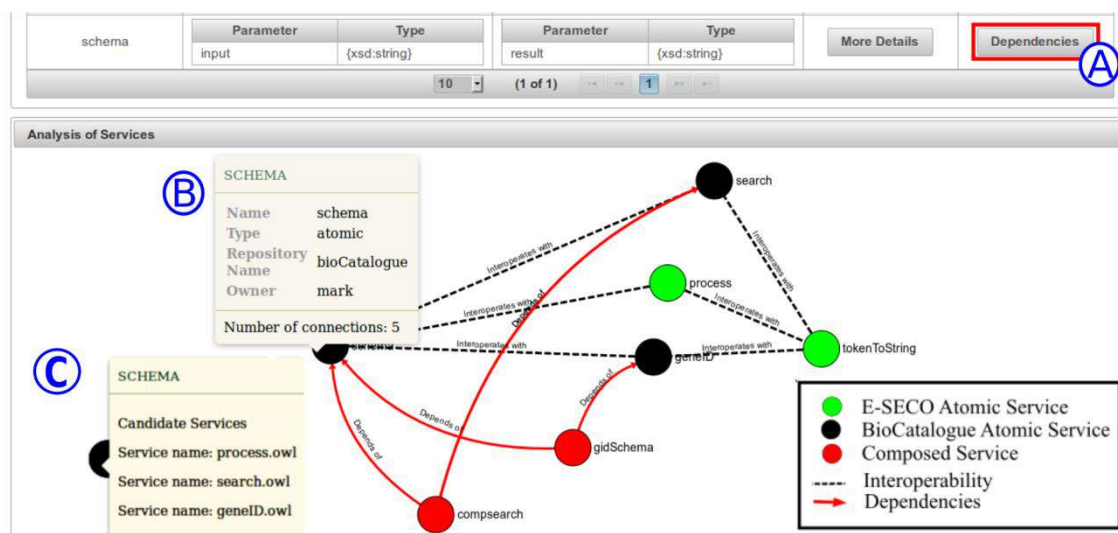 Parameter Type Parameter Type
schema input {xsd:string} result {xsd:string} More Details Dependencies
A
10 (1 of 1) 1
Analysis of Services
B
SCHEMA
Name schema
Type atomic
Repository Name bioCatalogue
Owner mark
Number of connections: 5
search
Interoperates with
Interoperates with
process
Interoperates with
Interoperates with
Depends of
schema
Interoperates with
geneID
Interoperates with
tokenToString
C
SCHEMA
Candidate Services
Service name: process.owl
Service name: search.owl
Service name: geneID.owl
Depends of
Depends of
Depends of
gidSchema
compsearch
E-SECO Atomic Service
BioCatalogue Atomic Service
Composed Service
Interoperability
Dependencies